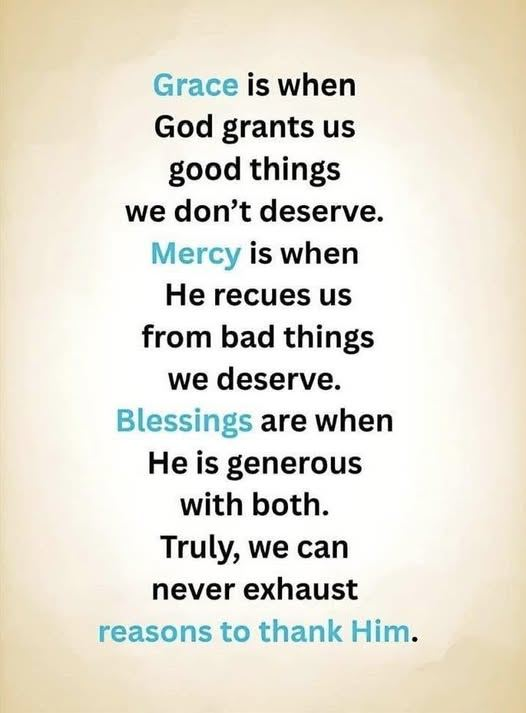 Grace is when
God grants us
good things
we don’t deserve.
Mercy is when
He recues us
from bad things
we deserve.
Blessings are when
He is generous
with both.
Truly, we can
never exhaust
reasons to thank Him.